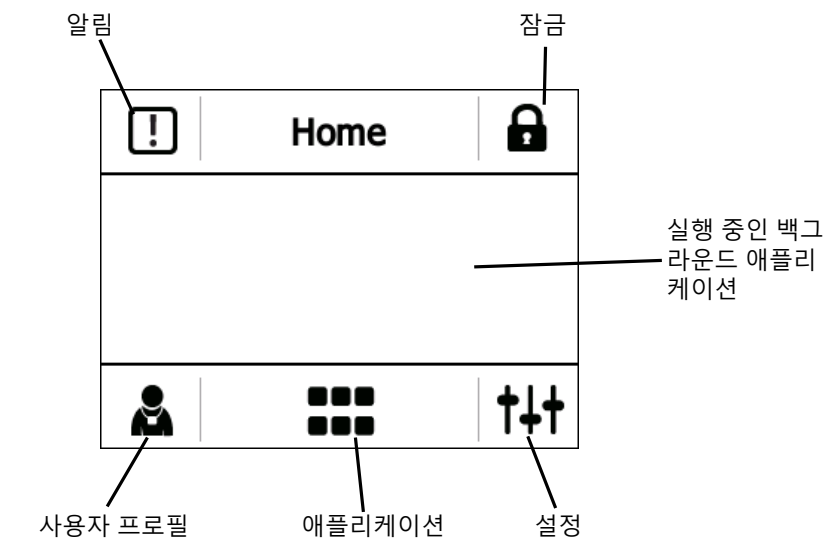 알림
잠금
Home
실행 중인 백그
라운드 애플리
케이션
사용자 프로필
애플리케이션
설정